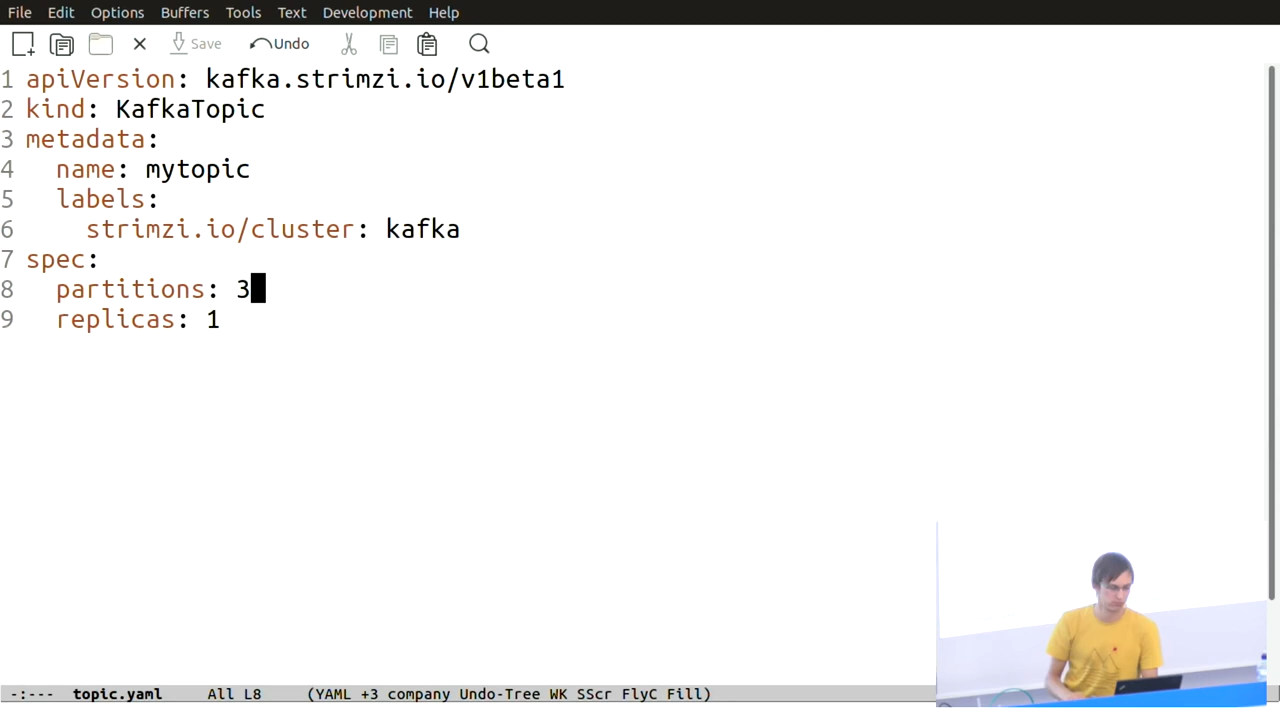 File Edit Options Buffers Tools Text Development Help
Save Undo
1 apiVersion: kafka.strimzi.io/v1beta1
2 kind: KafkaTopic
3 metadata:
4   name: mytopic
5   labels:
6     strimzi.io/cluster: kafka
7 spec:
8   partitions: 3
9   replicas: 1
-:--- topic.yaml All L8 (YAML +3 company Undo-Tree WK SScr FlyC Fill)